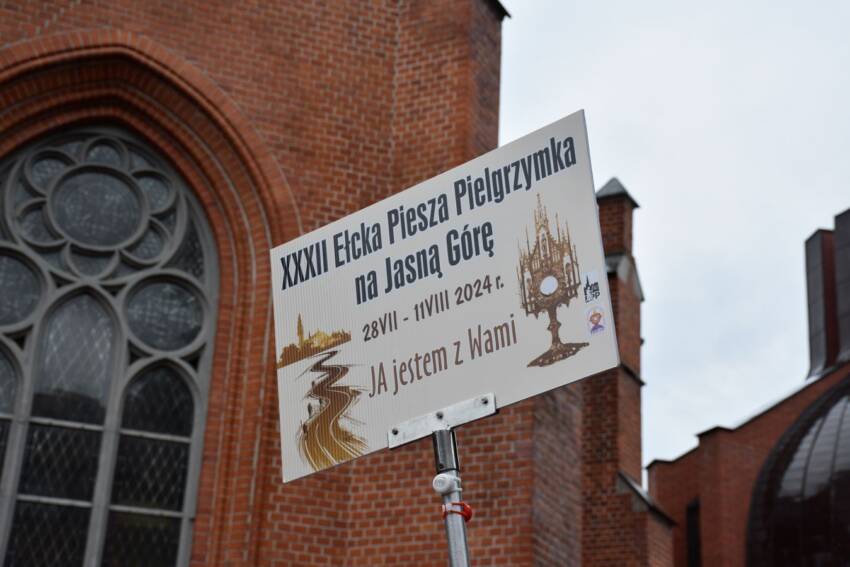 XXXII Ełcka Piesza Pielgrzymka
na Jasną Górę
28VII - 11VIII 2024 r.
JA jestem z Wami